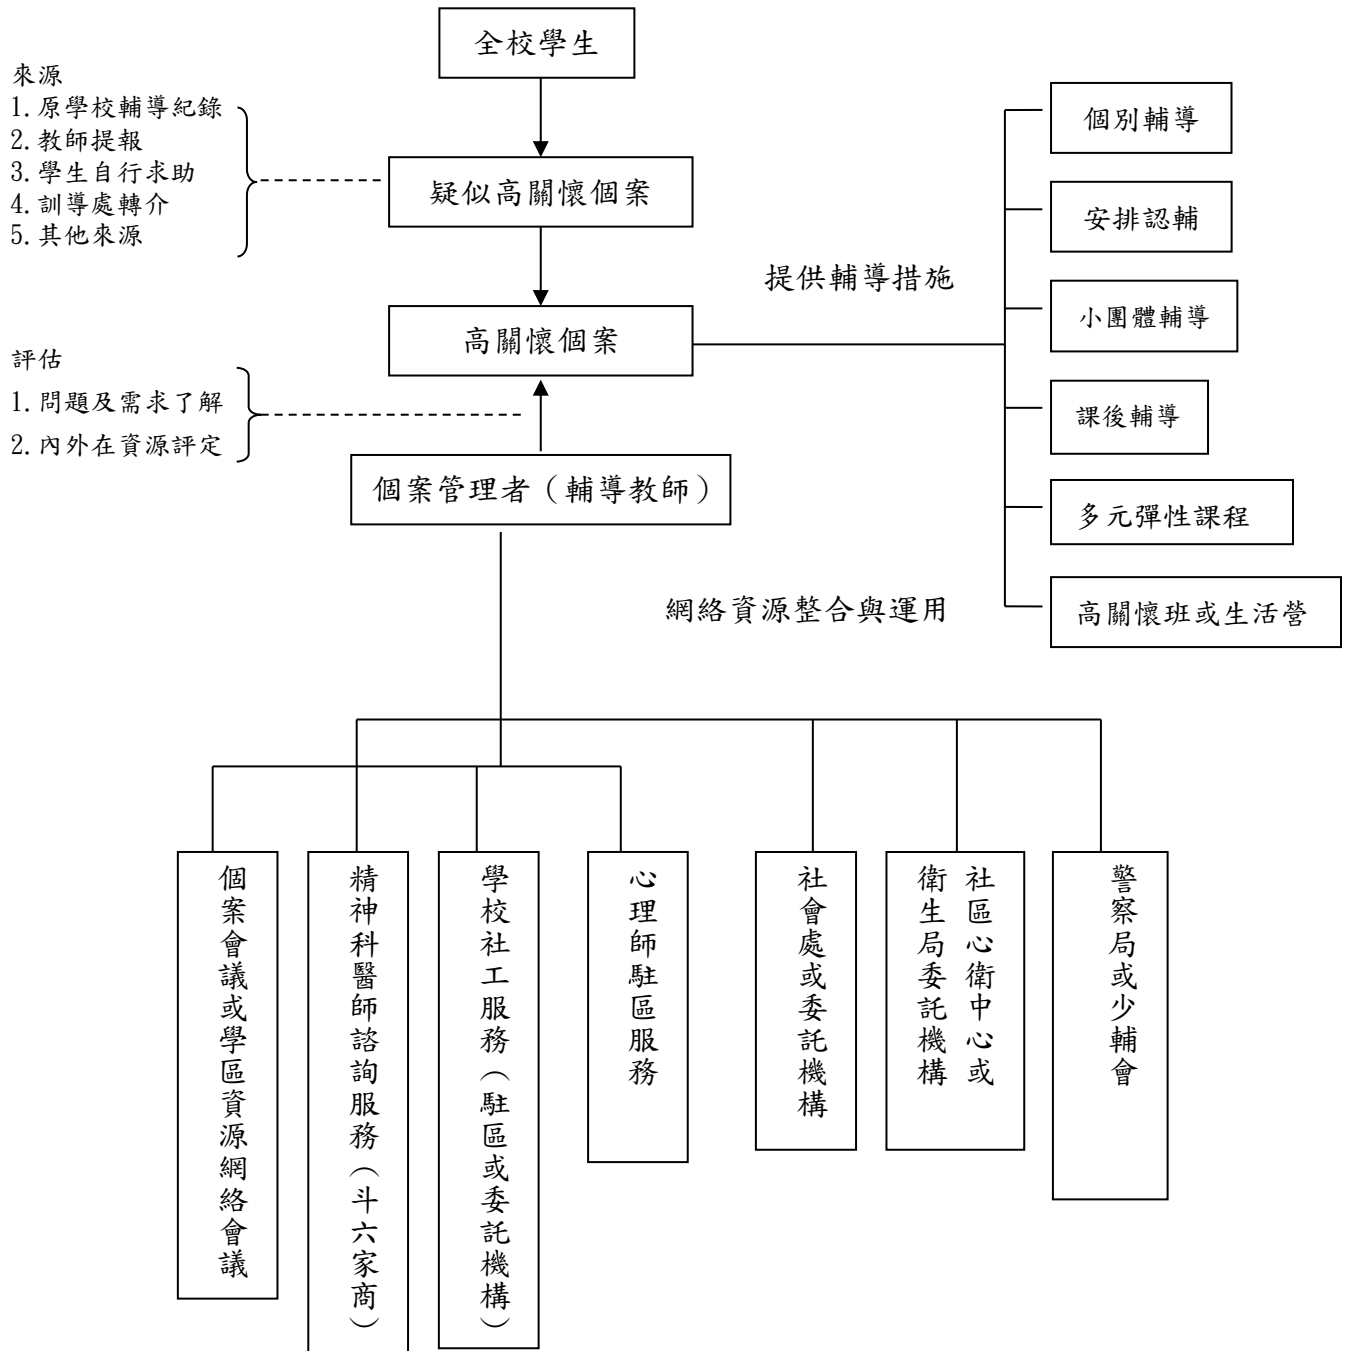 全校學生
來源
1.原學校輔導紀錄
2.教師提報
3.學生自行求助
4.訓導處轉介
5.其他來源
疑似高關懷個案
高關懷個案
評估
1.問題及需求了解
2.內外在資源評定
個案管理者（輔導教師）
提供輔導措施
個別輔導
安排認輔
小團體輔導
課後輔導
多元彈性課程
高關懷班或生活營
網絡資源整合與運用
個案會議或學區資源網絡會議
精神科醫師諮詢服務（斗六家商）
學校社工服務（駐區或委託機構）
心理師駐區服務
社會處或委託機構
社區心衛中心或
衛生局委託機構
警察局或少輔會